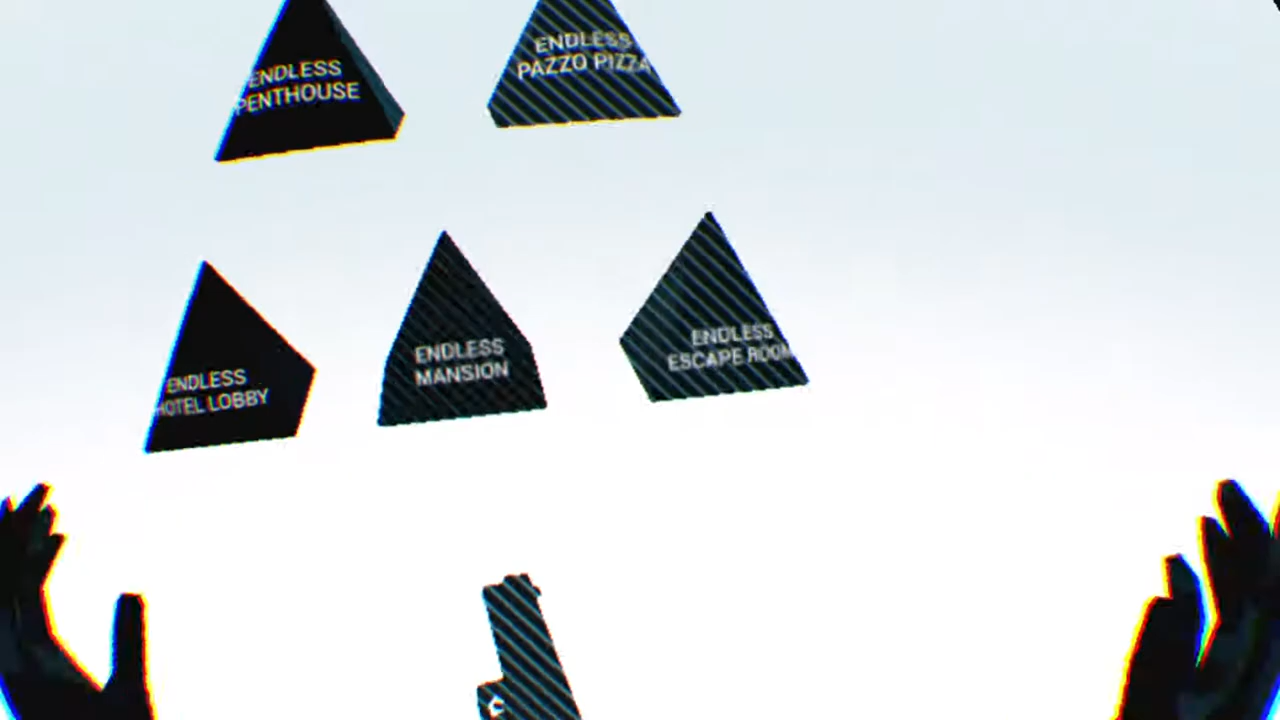 ENDLESS
PENTHOUSE
ENDLESS
PAZZO PIZZA
ENDLESS
HOTEL LOBBY
ENDLESS
MANSION
ENDLESS
ESCAPE ROOM